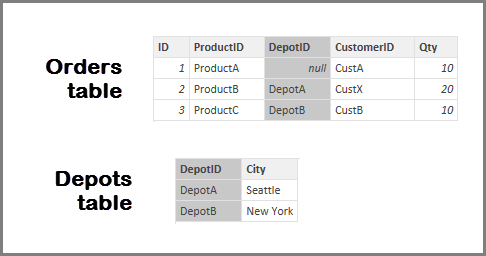 Orders
table
ID ProductID DepotID CustomerID Qty
1 ProductA null CustA 10
2 ProductB DepotA CustX 20
3 ProductC DepotB CustB 10
Depots
table
DepotID City
DepotA Seattle
DepotB New York